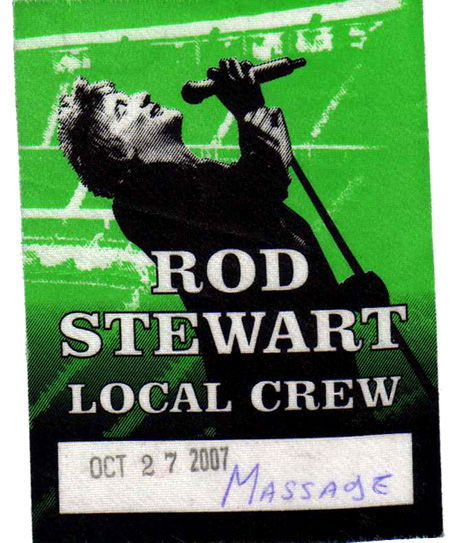 ROD
STEWART
LOCAL CREW
OCT 27 2007 MASSAGE